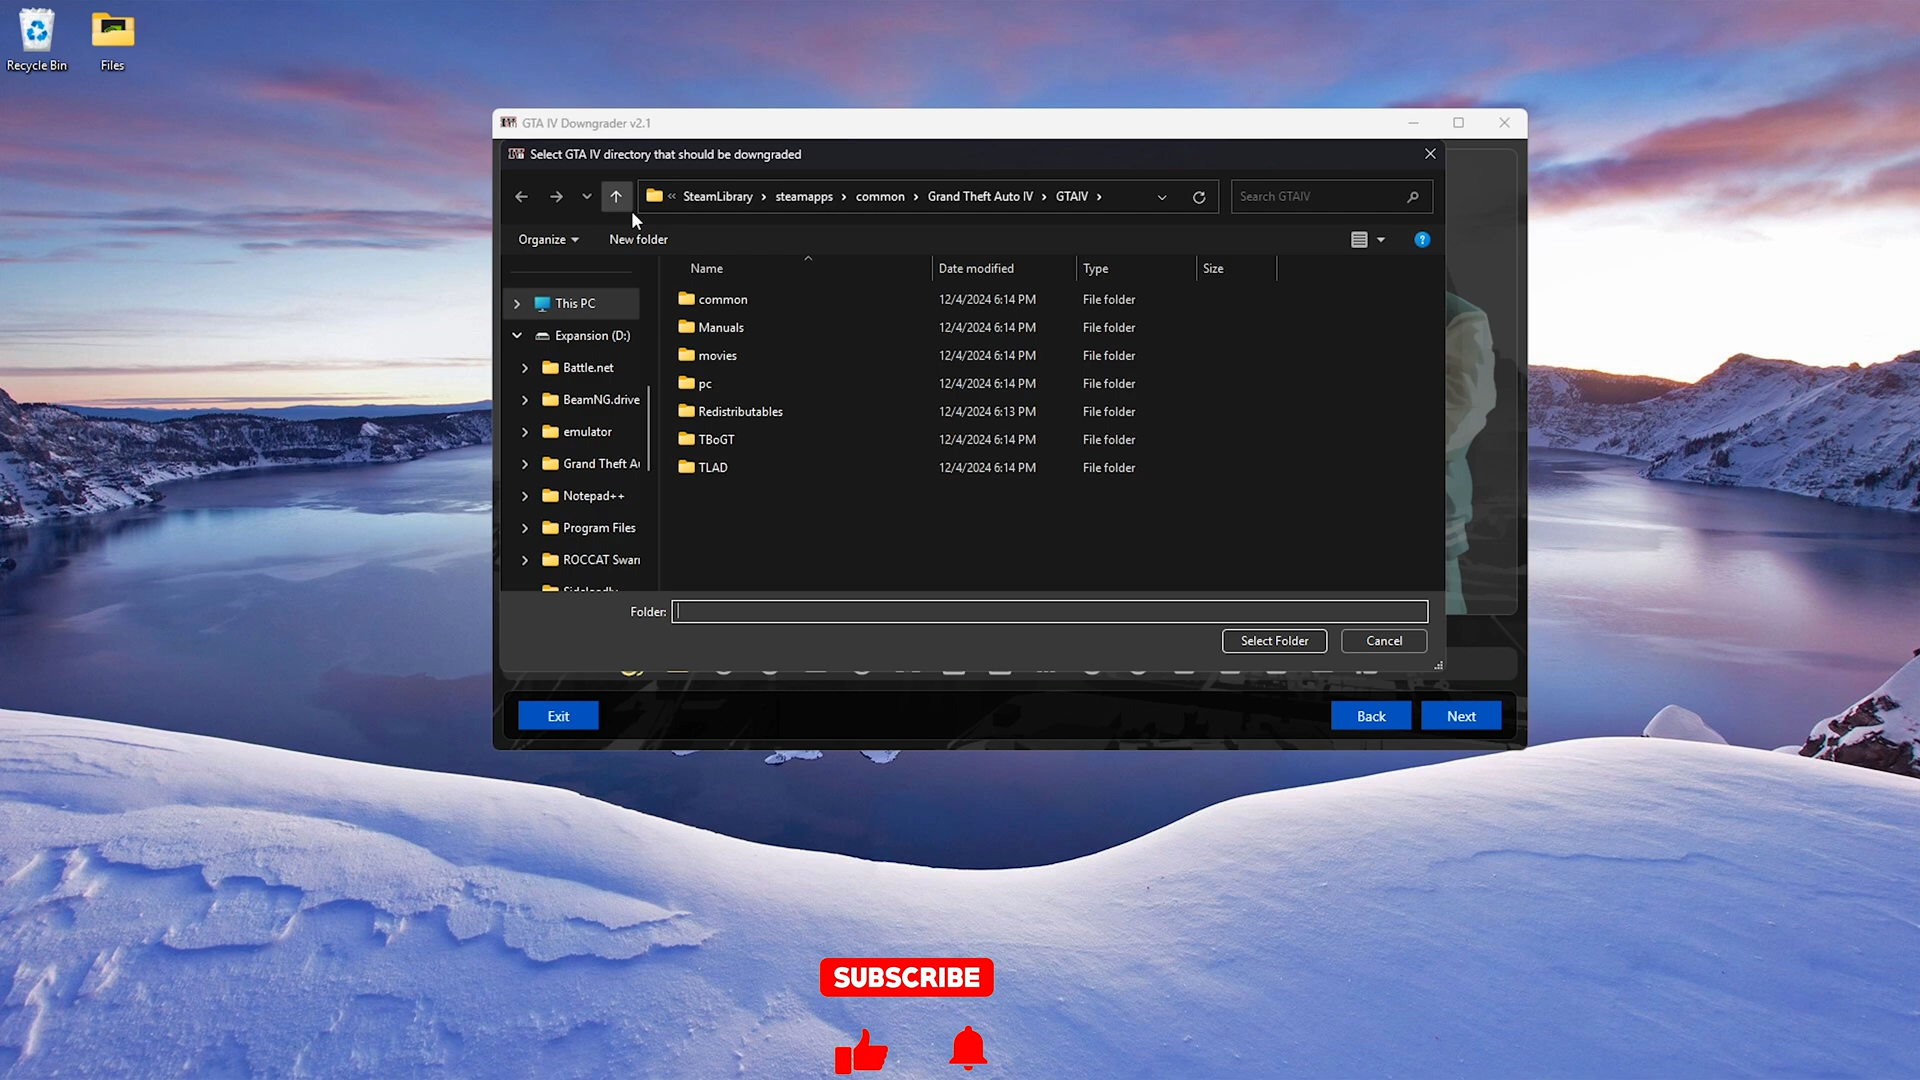 Recycle Bin
Files
GTA IV Downgrader v2.1
Select GTA IV directory that should be downgraded
« SteamLibrary › steamapps › common › Grand Theft Auto IV › GTAIV ›
Search GTAIV
Organize
New folder
Name
Date modified
Type
Size
This PC
Expansion (D:)
Battle.net
BeamNG.drive
emulator
Grand Theft Au
Notepad++
Program Files
ROCCAT Swarm
common 12/4/2024 6:14 PM File folder
Manuals 12/4/2024 6:14 PM File folder
movies 12/4/2024 6:14 PM File folder
pc 12/4/2024 6:14 PM File folder
Redistributables 12/4/2024 6:13 PM File folder
TBoGT 12/4/2024 6:14 PM File folder
TLAD 12/4/2024 6:14 PM File folder
Folder:
Select Folder
Cancel
Exit
Back
Next
SUBSCRIBE